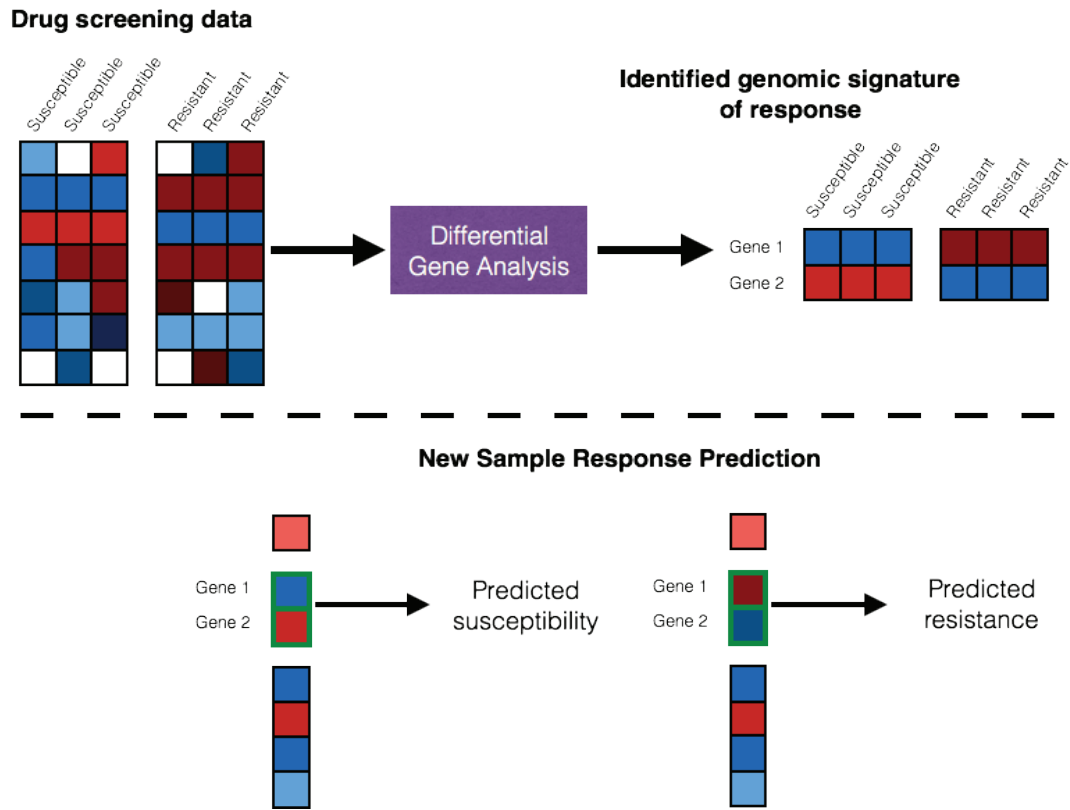 Drug screening data
Susceptible
Susceptible
Susceptible
Resistant
Resistant
Resistant
Differential
Gene Analysis
Identified genomic signature
of response
Susceptible
Susceptible
Susceptible
Resistant
Resistant
Resistant
Gene 1
Gene 2
New Sample Response Prediction
Gene 1
Gene 2
Predicted
susceptibility
Gene 1
Gene 2
Predicted
resistance